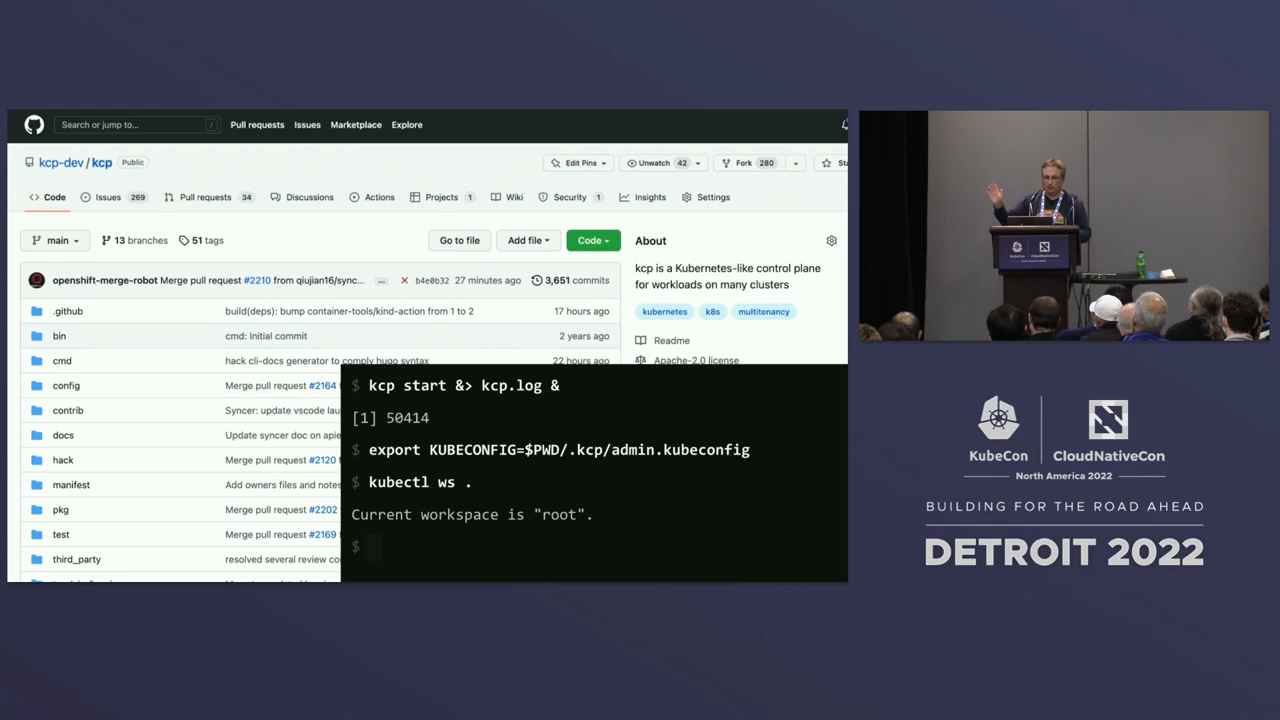 Search or jump to... /
Pull requests Issues Marketplace Explore
kcp-dev / kcp Public
Edit Pins Unwatch 42 Fork 280
Code Issues 269 Pull requests 34 Discussions Actions Projects 1 Wiki Security 1 Insights Settings
main 13 branches 51 tags Go to file Add file Code
About
openshift-merge-robot Merge pull request #2210 from qiujian16/sync... ... b4e0b32 27 minutes ago 3,651 commits
kcp is a Kubernetes-like control plane
for workloads on many clusters
kubernetes k8s multitenancy
Readme
Apache-2.0 license
.github build(deps): bump container-tools/kind-action from 1 to 2 17 hours ago
bin cmd: Initial commit 2 years ago
cmd hack cli-docs generator to comply hugo syntax 22 hours ago
config Merge pull request #2164
contrib Syncer: update vscode
docs Update syncer doc on
hack Merge pull request #2120
manifest Add owners files and notes
pkg Merge pull request #2202
test Merge pull request #2169
third_party resolved several review
$ kcp start &> kcp.log &
[1] 50414
$ export KUBECONFIG=$PWD/.kcp/admin.kubeconfig
$ kubectl ws .
Current workspace is "root".
$
KubeCon CloudNativeCon
KubeCon CloudNativeCon
North America 2022
BUILDING FOR THE ROAD AHEAD
DETROIT 2022